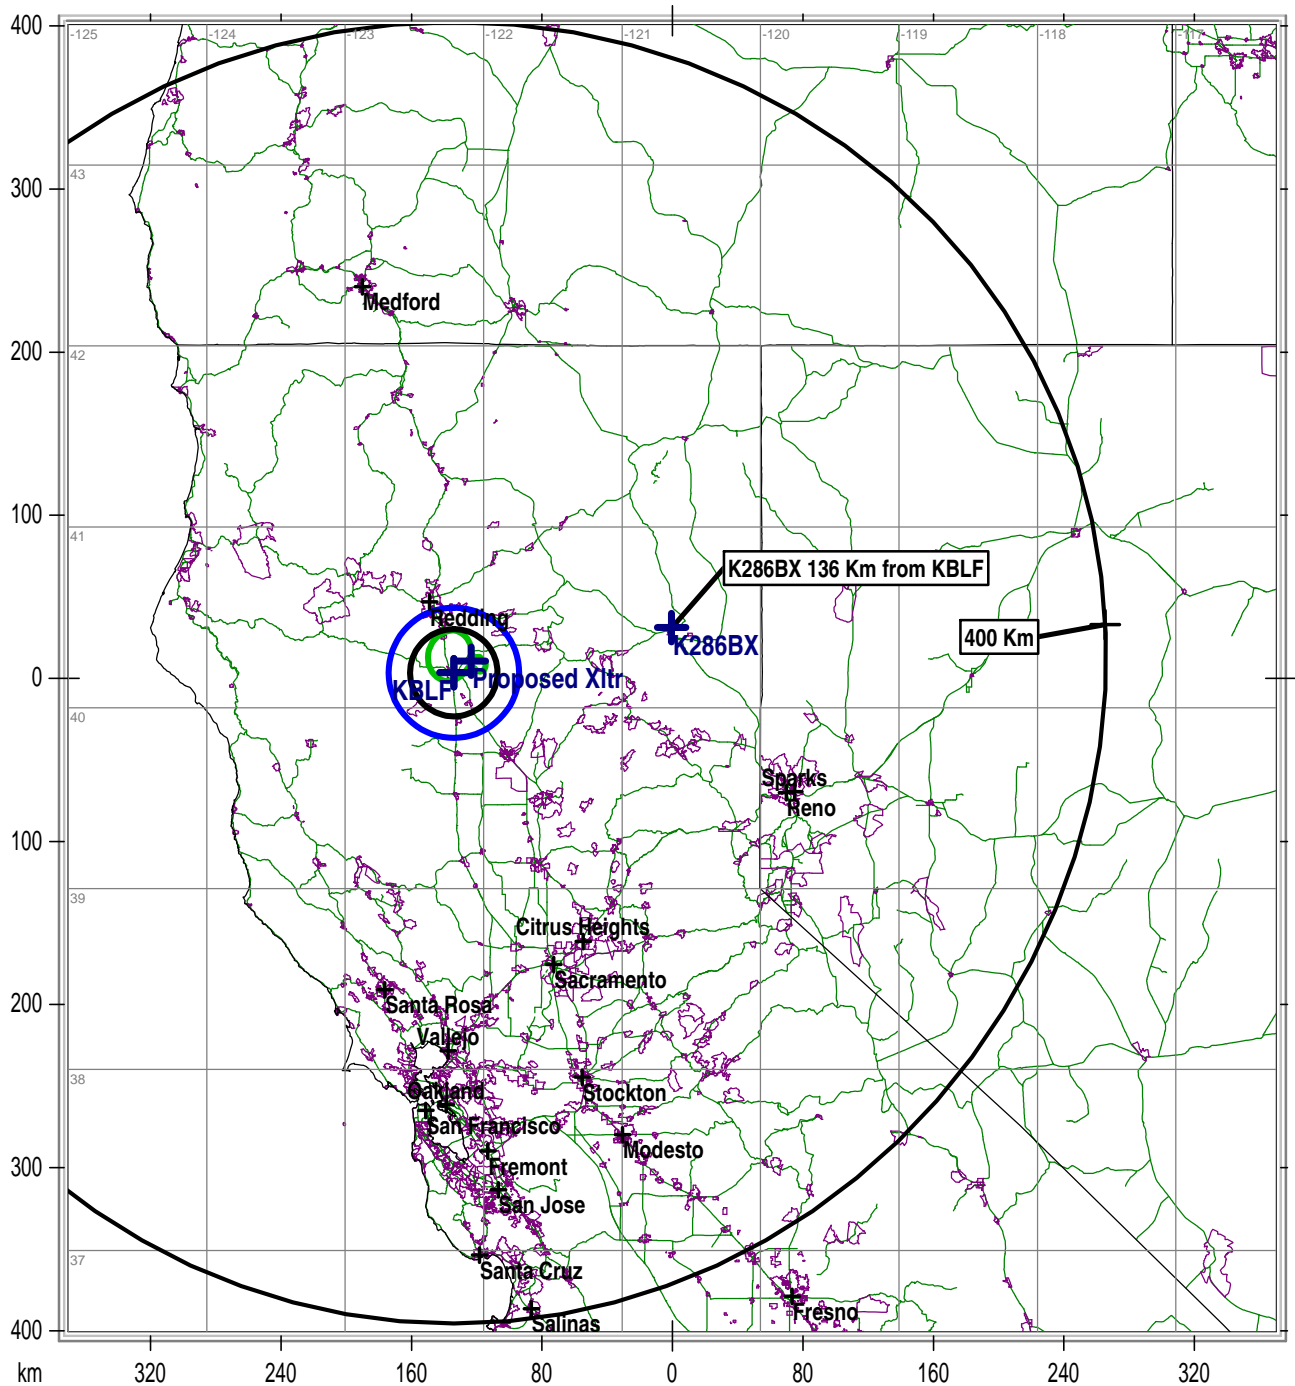 400
-125
-124
-123
-122
-121
-120
-119
-118
-117
43
300
Medford
200
42
100
41
K286BX 136 Km from KBLF
Redding
K286BX
400 Km
0
Proposed Xltr
KBLF
40
Sparks
Reno
100
39
Citrus Heights
Sacramento
200
Santa Rosa
Vallejo
38
Oakland
Stockton
San Francisco
Modesto
300
Fremont
San Jose
37
Santa Cruz
Fresno
Salinas
400
km 320 240 160 80 0 80 160 240 320